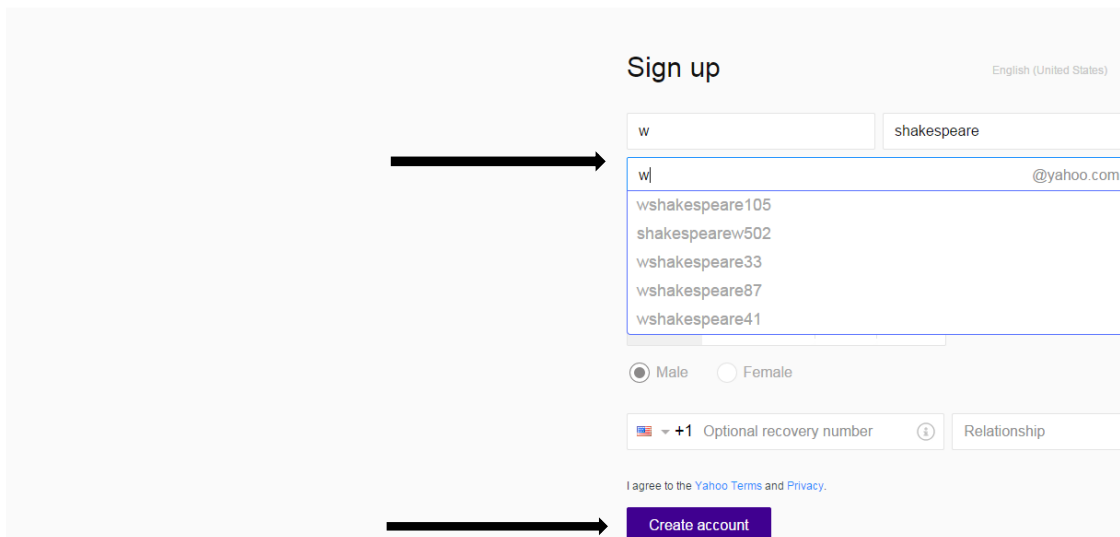 Sign up
English (United States)
w shakespeare
w @yahoo.com
wshakespeare105
shakespearew502
wshakespeare33
wshakespeare87
wshakespeare41
Male Female
+1 Optional recovery number Relationship
I agree to the Yahoo Terms and Privacy.
Create account